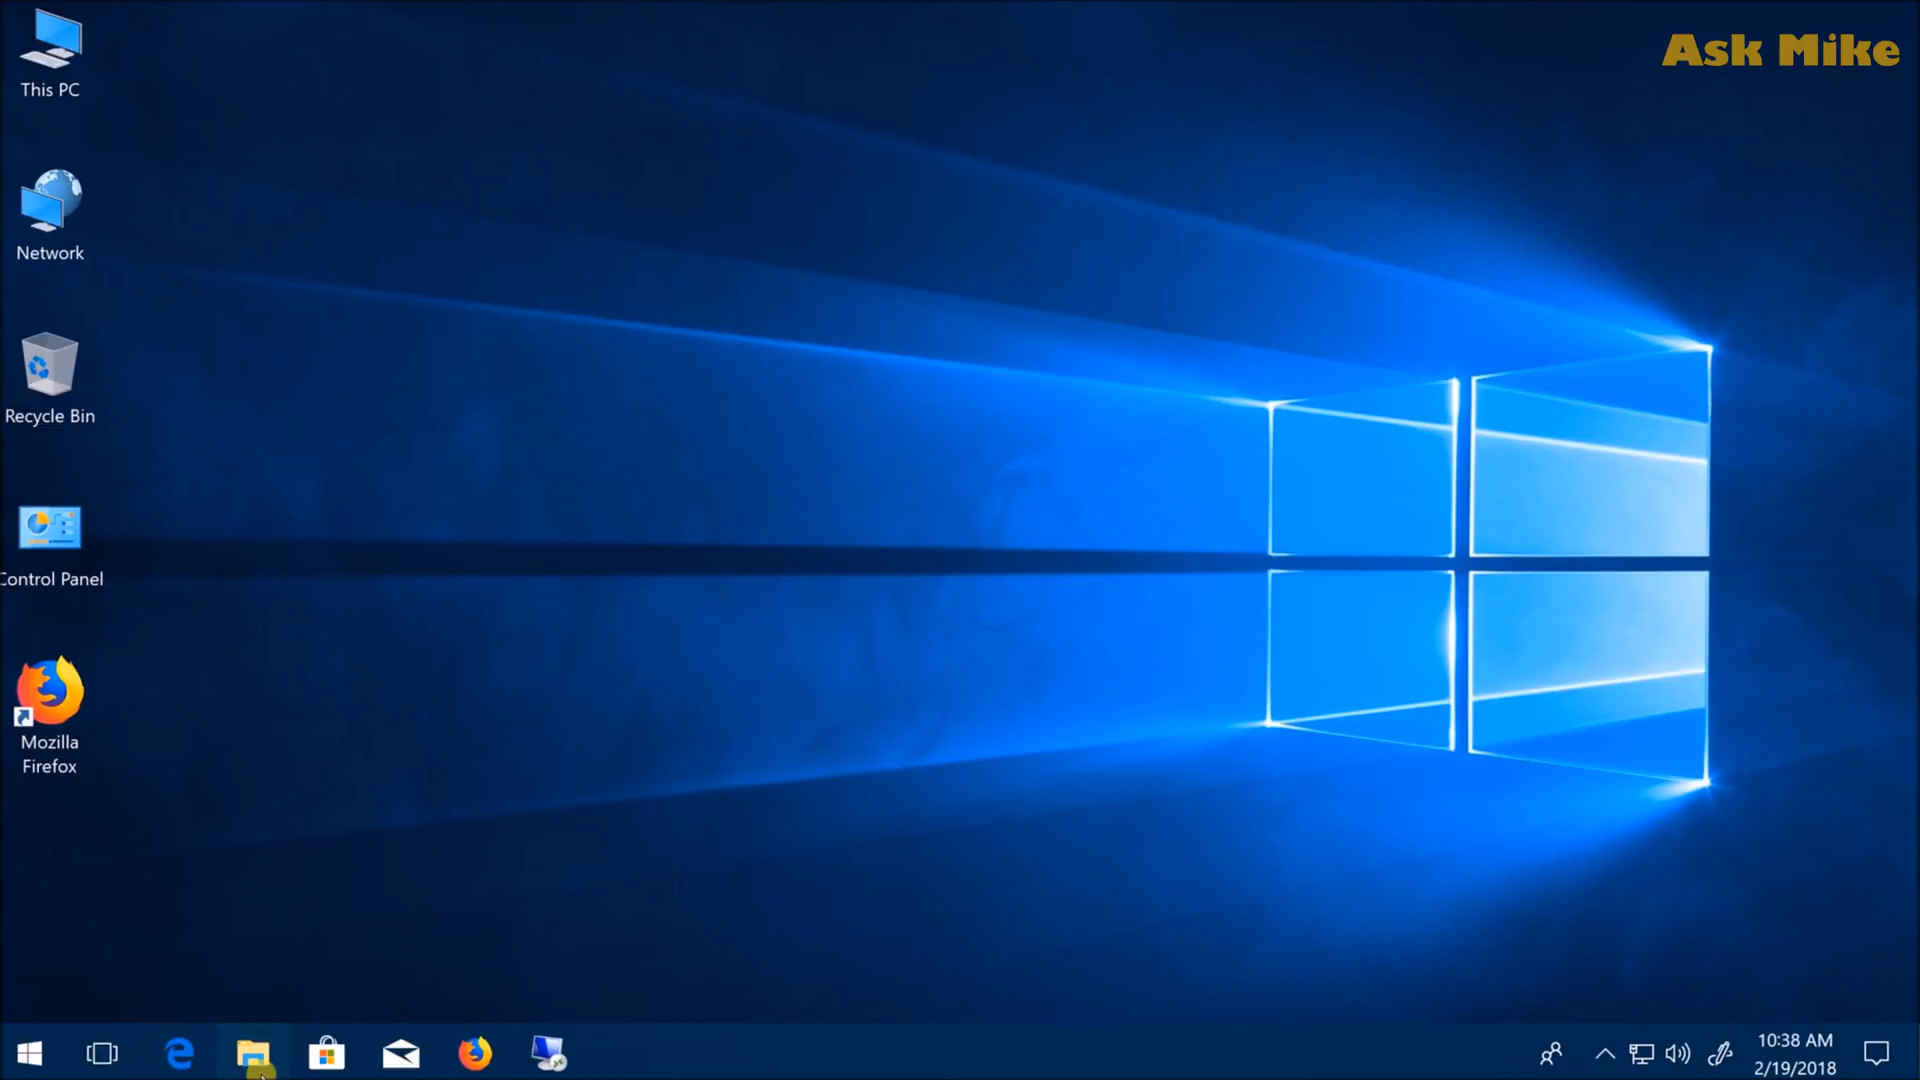 Ask Mike
This PC
Network
Recycle Bin
Control Panel
Mozilla
Firefox
10:38 AM
2/19/2018